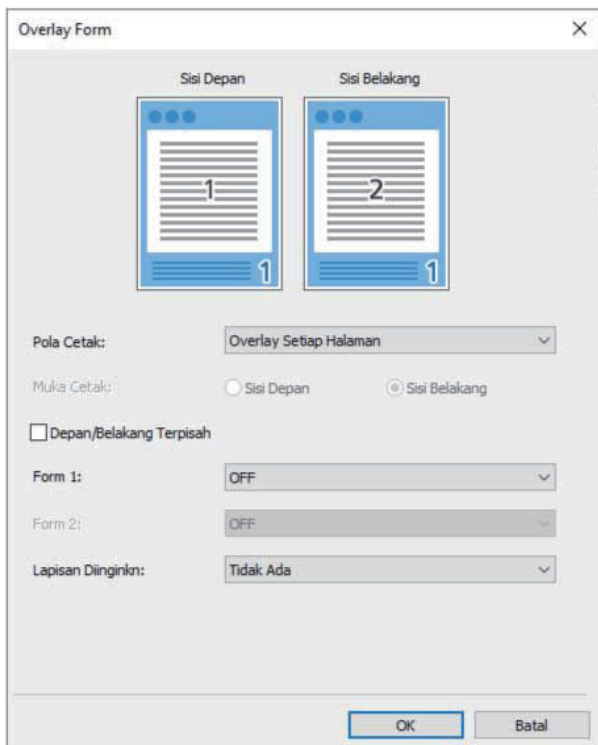 Overlay Form
Sisi Depan Sisi Belakang
1 2
1 1
Pola Cetak: Overlay Setiap Halaman
Muka Cetak: Sisi Depan Sisi Belakang
Depan/Belakang Terpisah
Form 1: OFF
Form 2: OFF
Lapisan Diinginkn: Tidak Ada
OK Batal